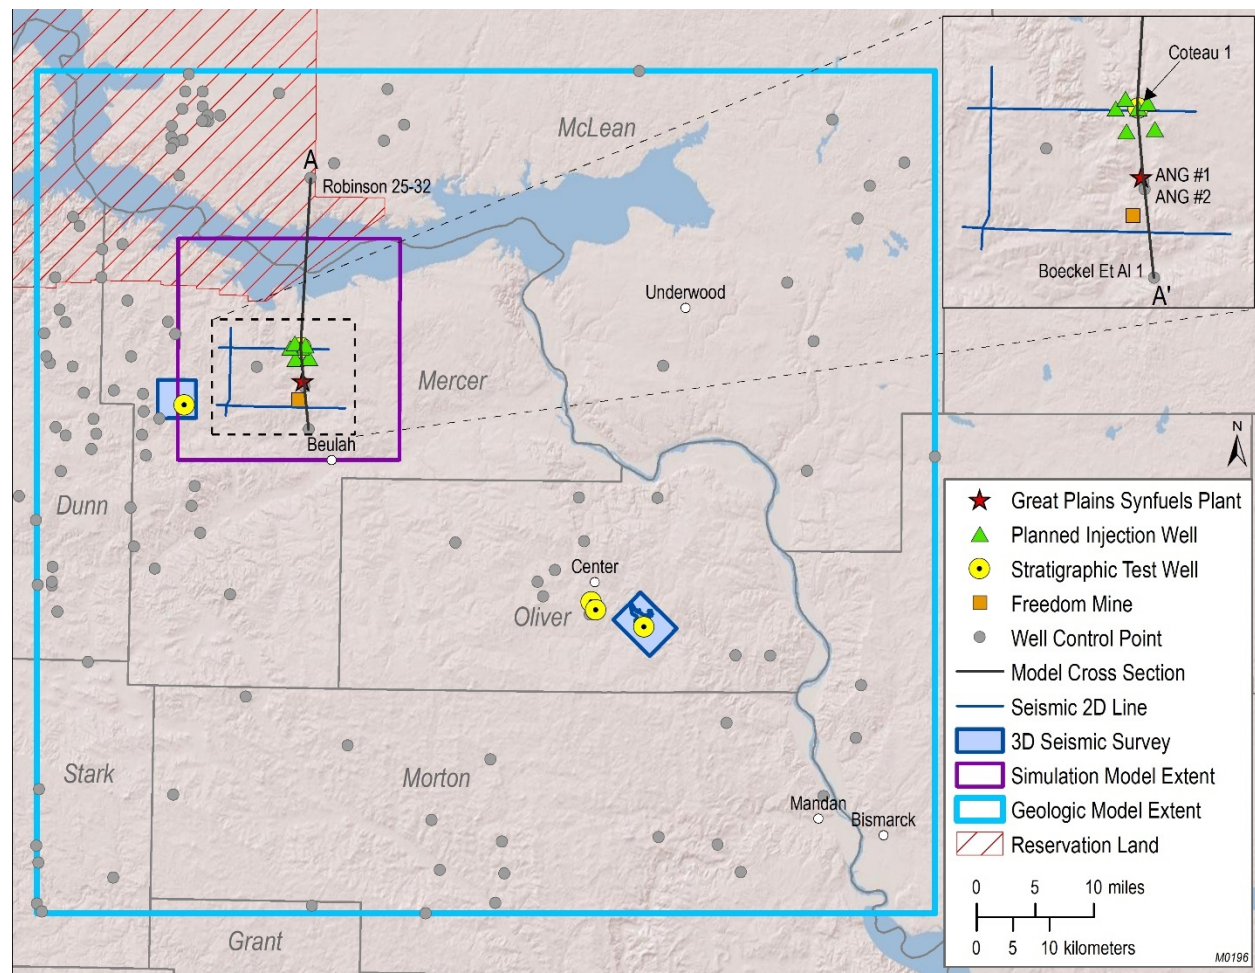 McLean
A
Robinson 25-32
Underwood
Mercer
Beulah
Dunn
Center
Oliver
Stark
Morton
Mandan
Bismarck
Grant
Coteau 1
ANG #1
ANG #2
Boeckel Et Al 1
A'
N
Great Plains Synfuels Plant
Planned Injection Well
Stratigraphic Test Well
Freedom Mine
Well Control Point
Model Cross Section
Seismic 2D Line
3D Seismic Survey
Simulation Model Extent
Geologic Model Extent
Reservation Land
0 5 10 miles
0 5 10 kilometers
M0196